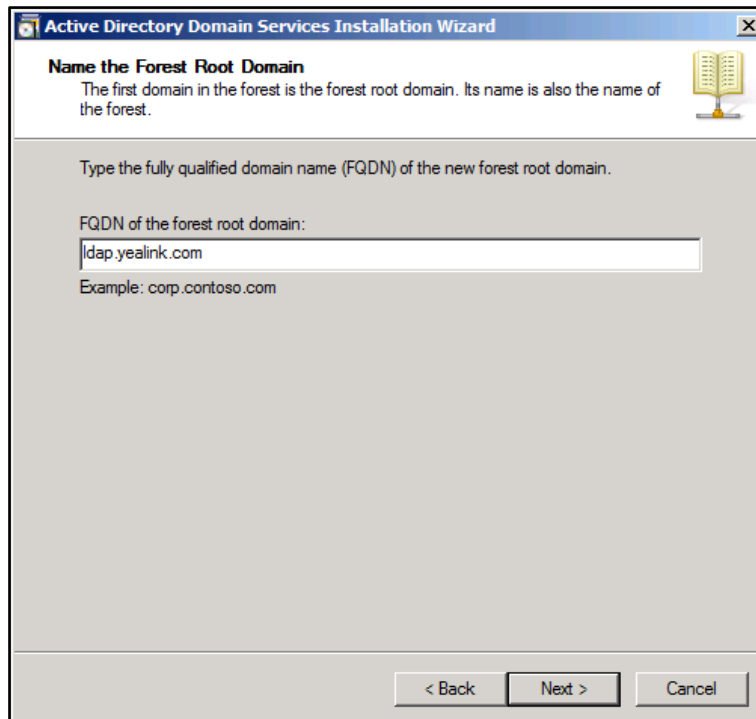 Active Directory Domain Services Installation Wizard
Name the Forest Root Domain
The first domain in the forest is the forest root domain. Its name is also the name of
the forest.
Type the fully qualified domain name (FQDN) of the new forest root domain.
FQDN of the forest root domain:
ldap.yealink.com
Example: corp.contoso.com
< Back
Next >
Cancel